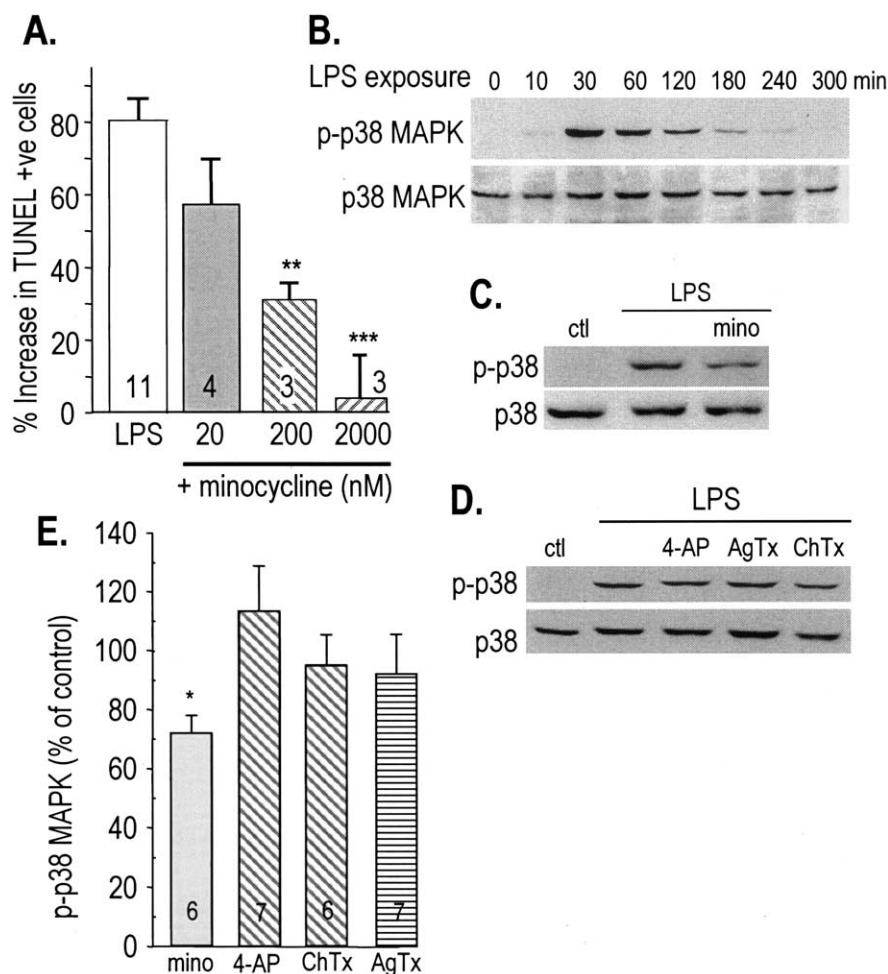 A.
% Increase in TUNEL +ve cells
80
60
40
20
0
**
***
11
4
3
3
LPS
20
200
2000
+ minocycline (nM)
B.
LPS exposure 0 10 30 60 120 180 240 300 min
p-p38 MAPK
p38 MAPK
C.
LPS
ctl mino
p-p38
p38
D.
LPS
ctl 4-AP AgTx ChTx
p-p38
p38
E.
p-p38 MAPK (% of control)
140
120
100
80
60
40
20
0
*
6
7
6
7
mino 4-AP ChTx AgTx